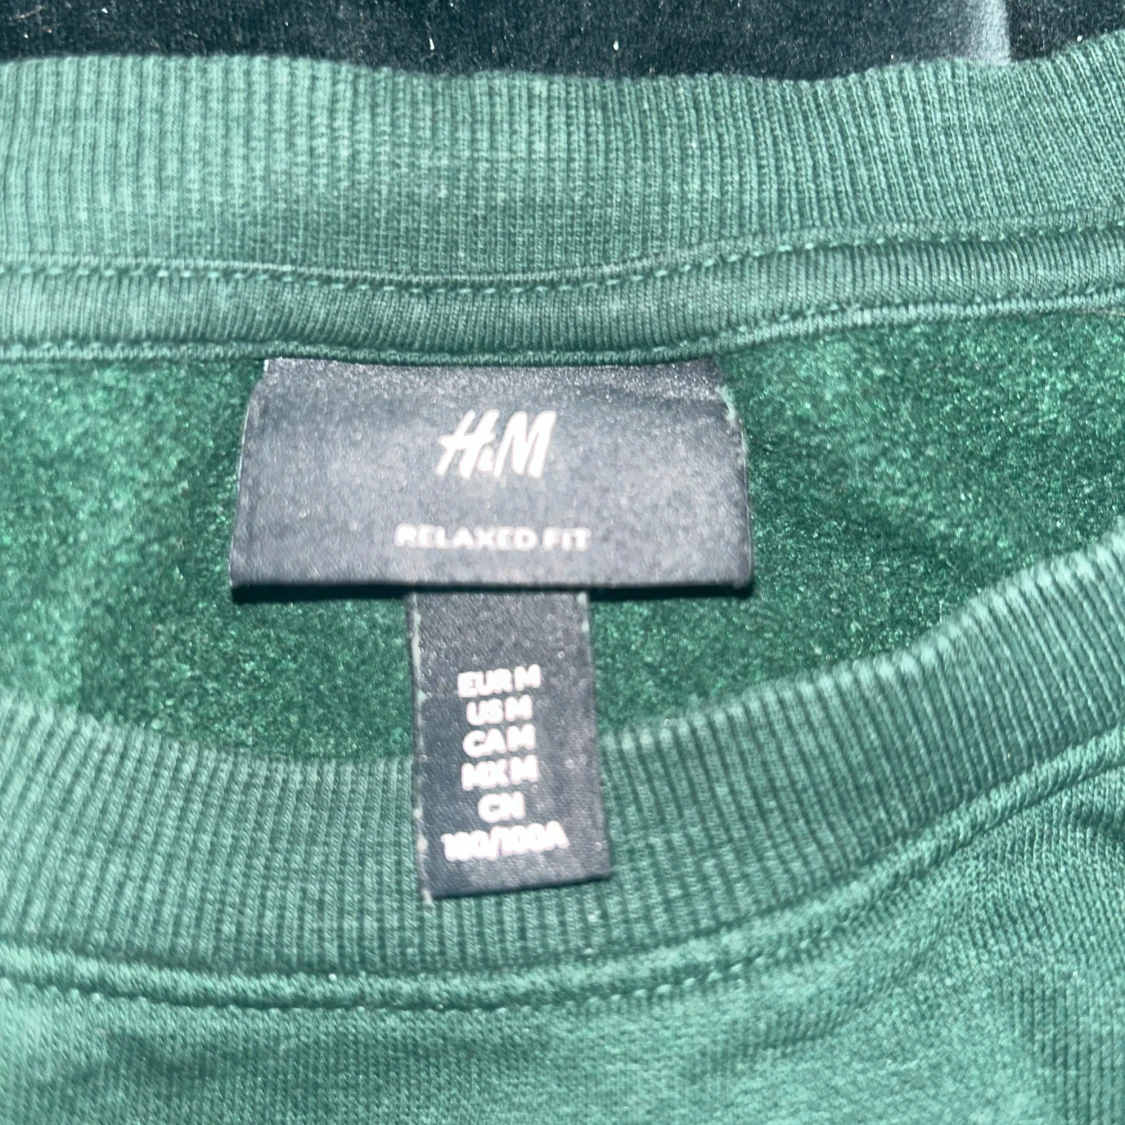 H&M
RELAXED FIT
EUR M
US M
CA M
MX M
CN
180/100A